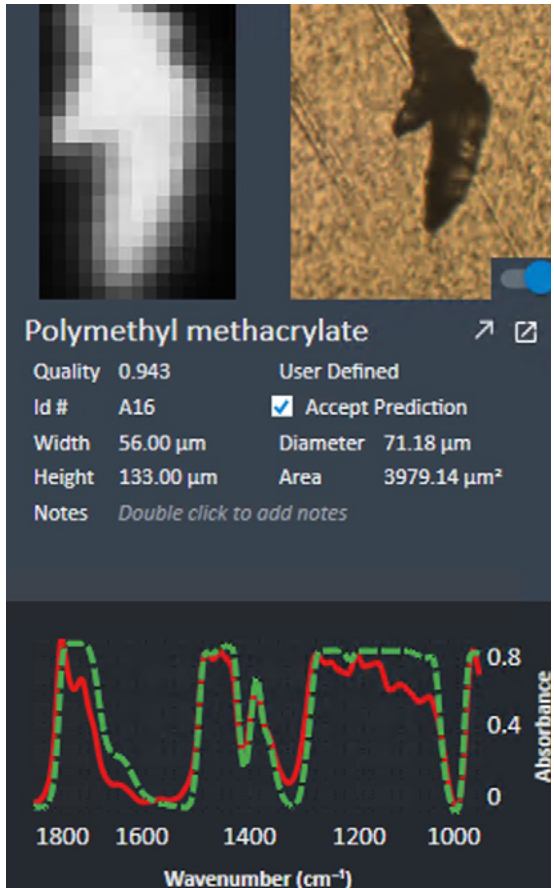 Polymethyl methacrylate
Quality 0.943 User Defined
Id # A16 Accept Prediction
Width 56.00 µm Diameter 71.18 µm
Height 133.00 µm Area 3979.14 µm²
Notes Double click to add notes
0.8
0.4
0
Absorbance
1800 1600 1400 1200 1000
Wavenumber (cm⁻¹)